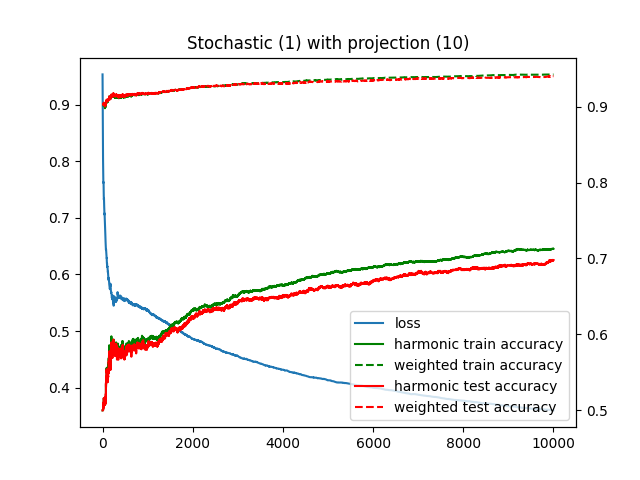 Stochastic (1) with projection (10)
0.9
0.8
0.7
0.6
0.5
0.4
0.9
0.8
0.7
0.6
0.5
loss
harmonic train accuracy
weighted train accuracy
harmonic test accuracy
weighted test accuracy
0 2000 4000 6000 8000 10000